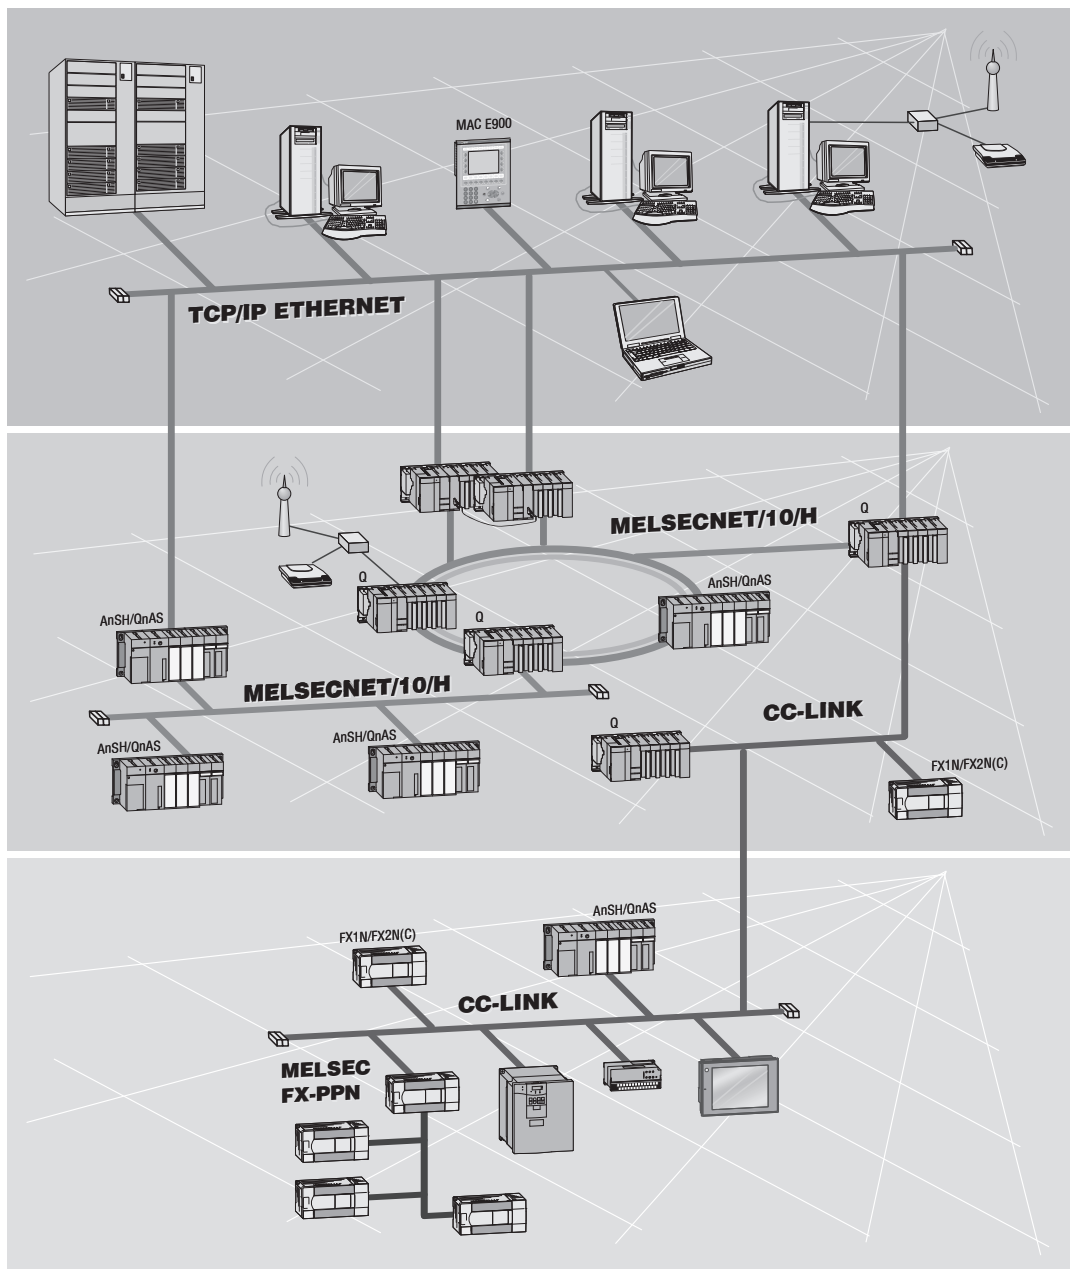 MAC E900
TCP/IP ETHERNET
MELSECNET/10/H
Q
Q
AnSH/QnAS
Q
AnSH/QnAS
MELSECNET/10/H
CC-LINK
Q
AnSH/QnAS
AnSH/QnAS
FX1N/FX2N(C)
AnSH/QnAS
FX1N/FX2N(C)
CC-LINK
MELSEC
FX-PPN